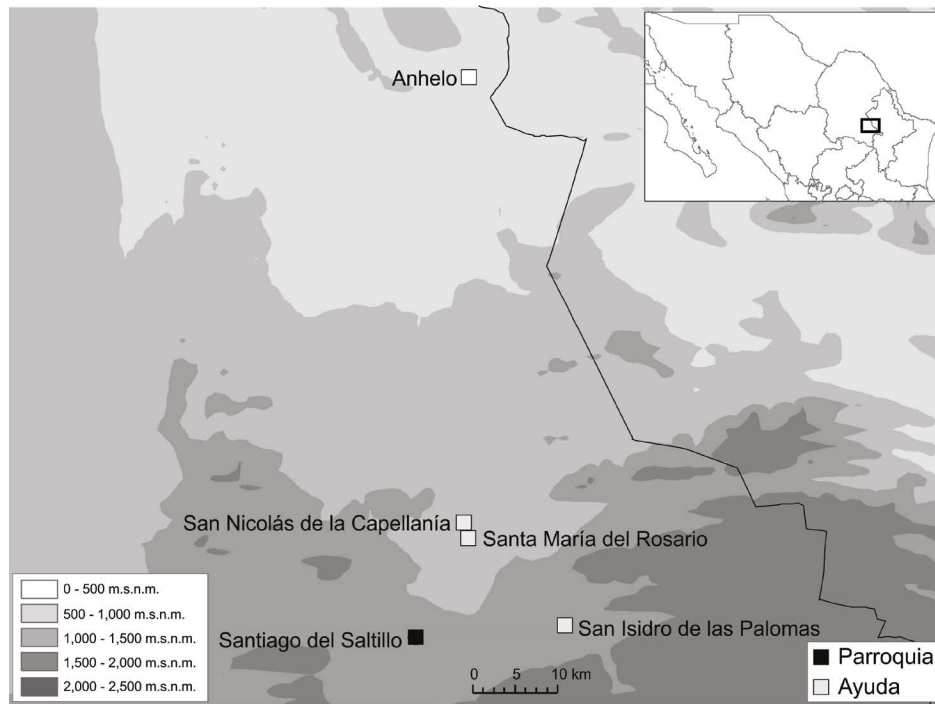 Anhelo
San Nicolás de la Capellanía
Santa María del Rosario
0 - 500 m.s.n.m.
500 - 1,000 m.s.n.m.
1,000 - 1,500 m.s.n.m.
1,500 - 2,000 m.s.n.m.
2,000 - 2,500 m.s.n.m.
Santiago del Saltillo
San Isidro de las Palomas
0 5 10 km
Parroquia
Ayuda